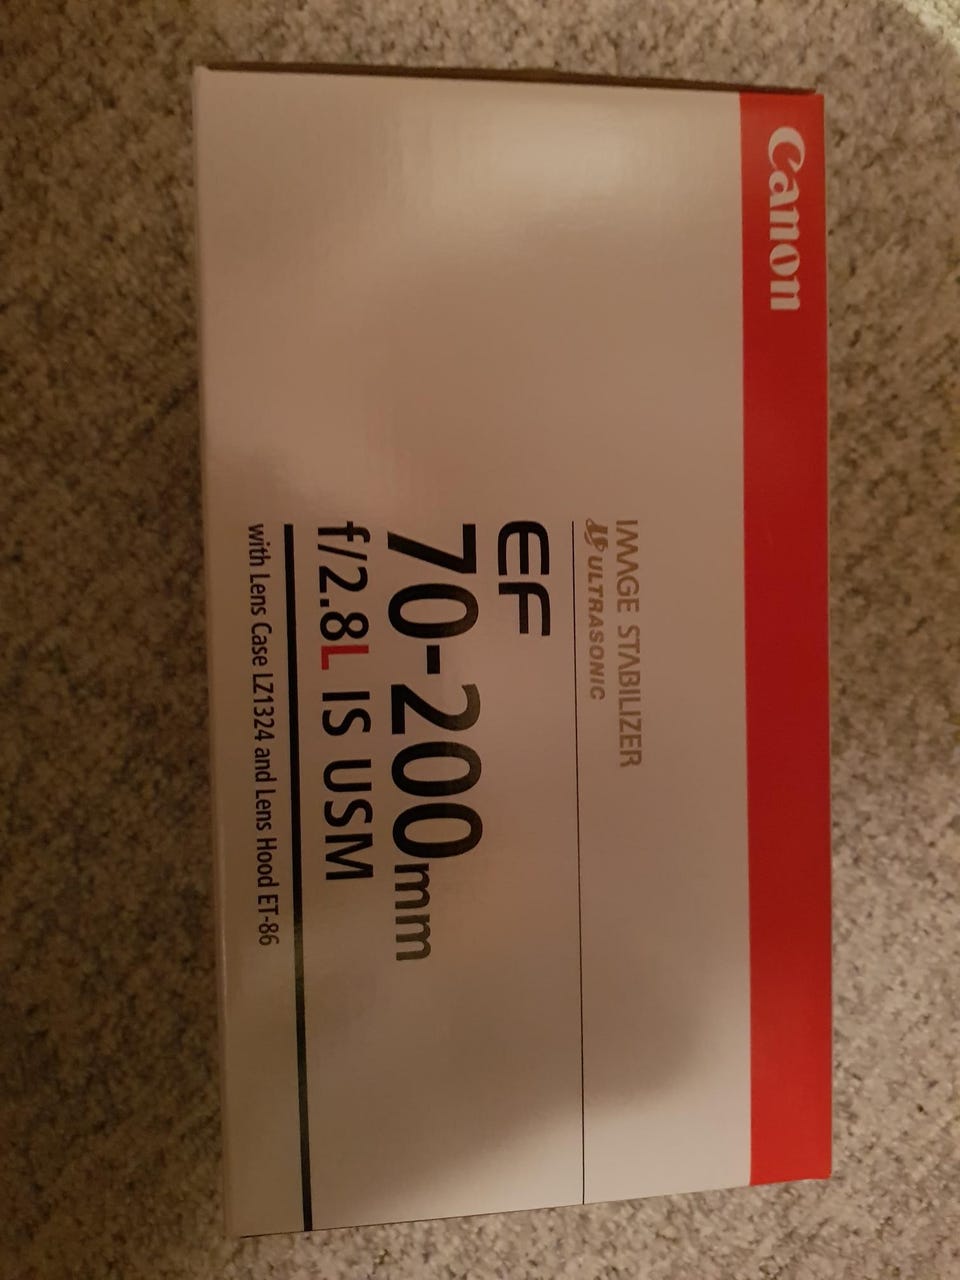 Canon
IMAGE STABILIZER
ULTRASONIC
EF
70-200mm
f/2.8L IS USM
with Lens Case LZ1324 and Lens Hood ET-86